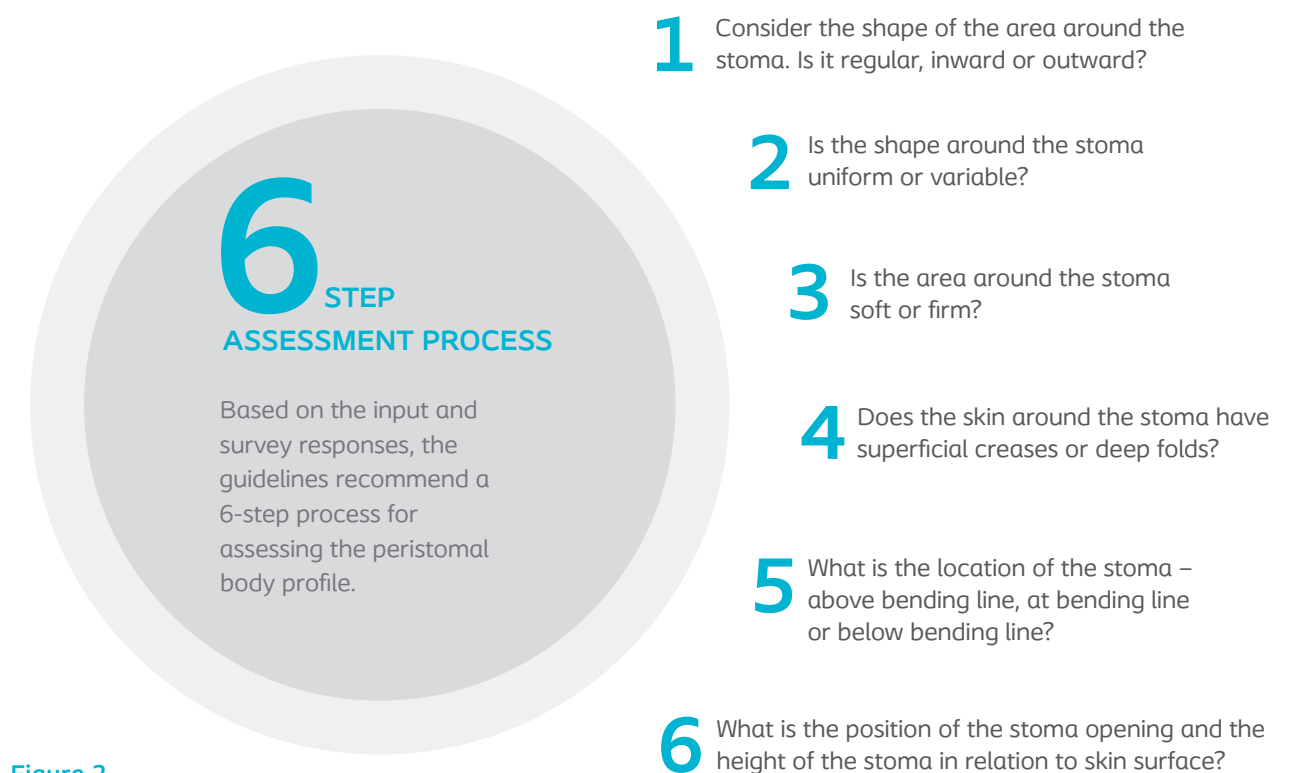 6 STEP
ASSESSMENT PROCESS
Based on the input and
survey responses, the
guidelines recommend a
6-step process for
assessing the peristomal
body profile.
1 Consider the shape of the area around the
stoma. Is it regular, inward or outward?
2 Is the shape around the stoma
uniform or variable?
3 Is the area around the stoma
soft or firm?
4 Does the skin around the stoma have
superficial creases or deep folds?
5 What is the location of the stoma –
above bending line, at bending line
or below bending line?
6 What is the position of the stoma opening and the
height of the stoma in relation to skin surface?
Figure 2